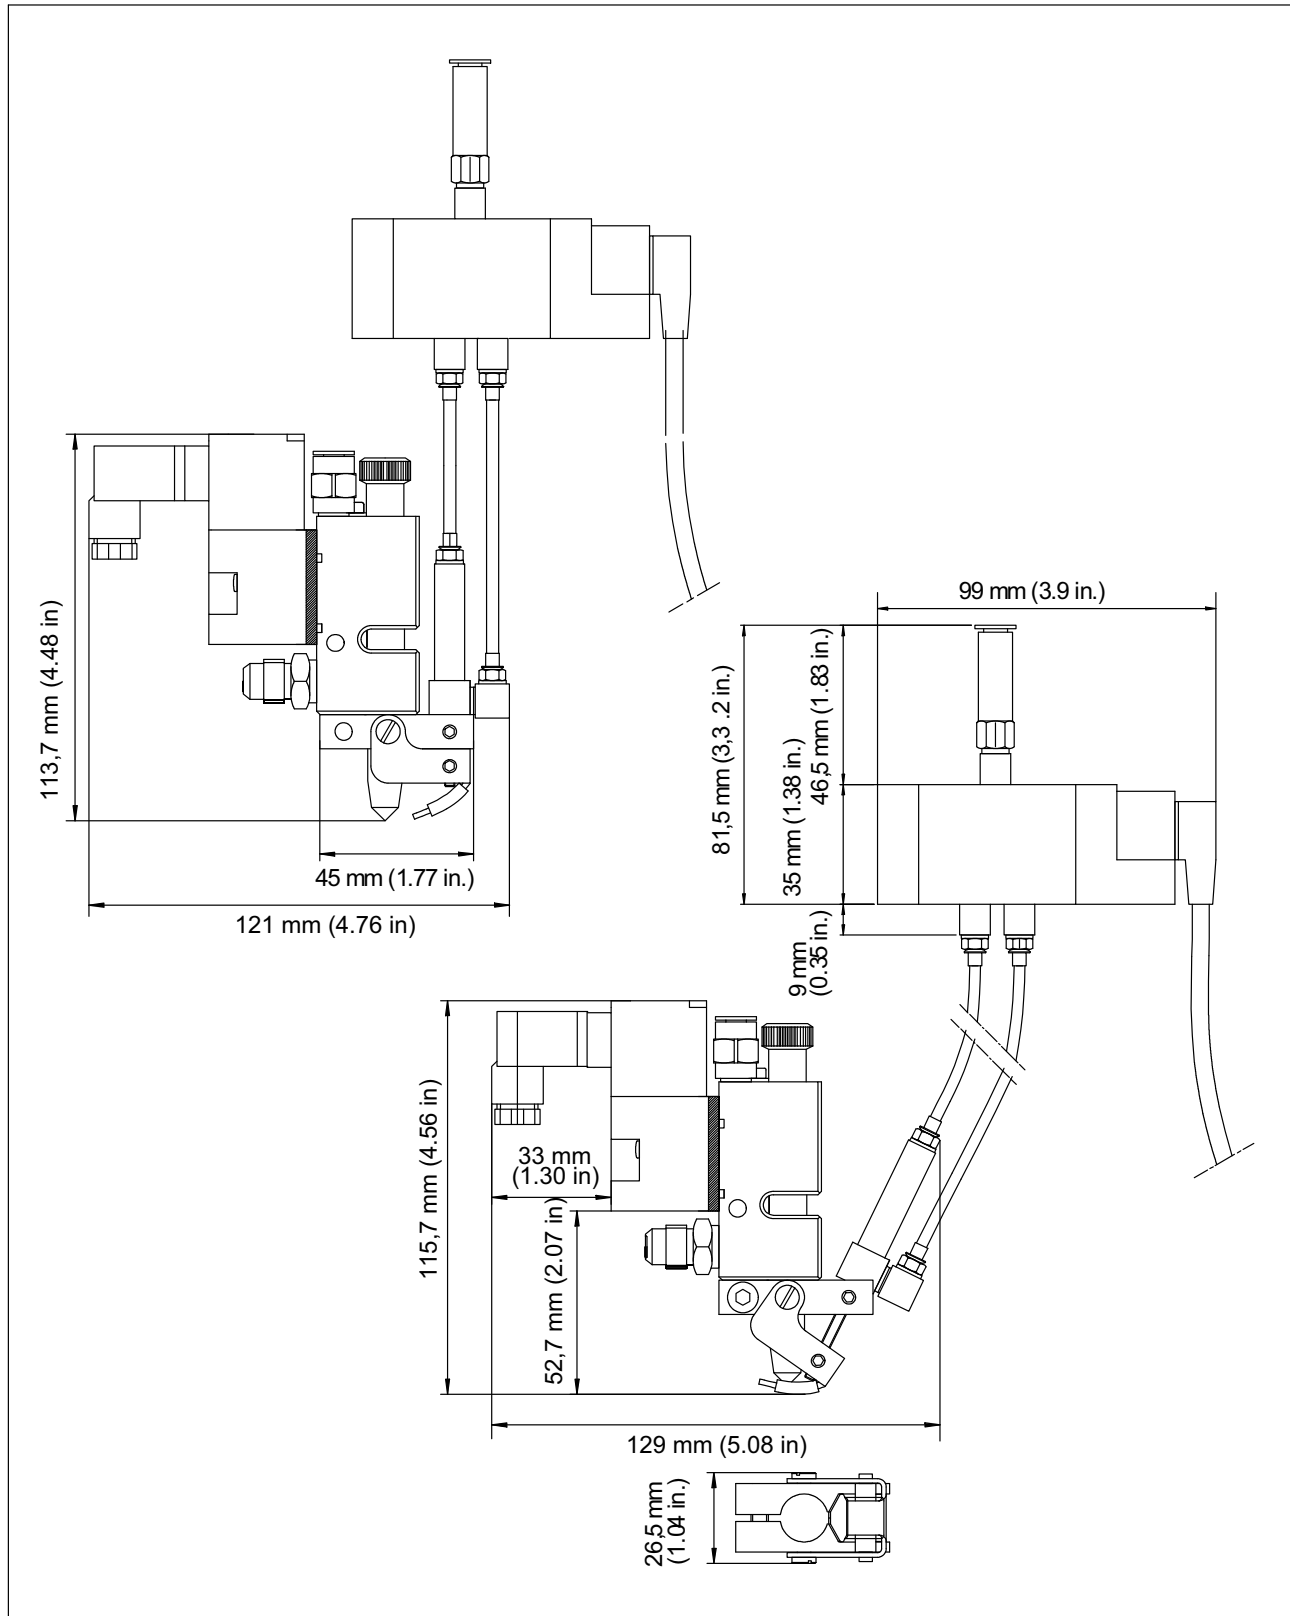 113,7 mm (4.48 in)
45 mm (1.77 in.)
121 mm (4.76 in)
99 mm (3.9 in.)
81,5 mm (3,3 .2 in.)
46,5 mm (1.83 in.)
35 mm (1.38 in.)
9 mm
(0.35 in.)
115,7 mm (4.56 in)
33 mm
(1.30 in)
52,7 mm (2.07 in)
129 mm (5.08 in)
26,5 mm
(1.04 in.)